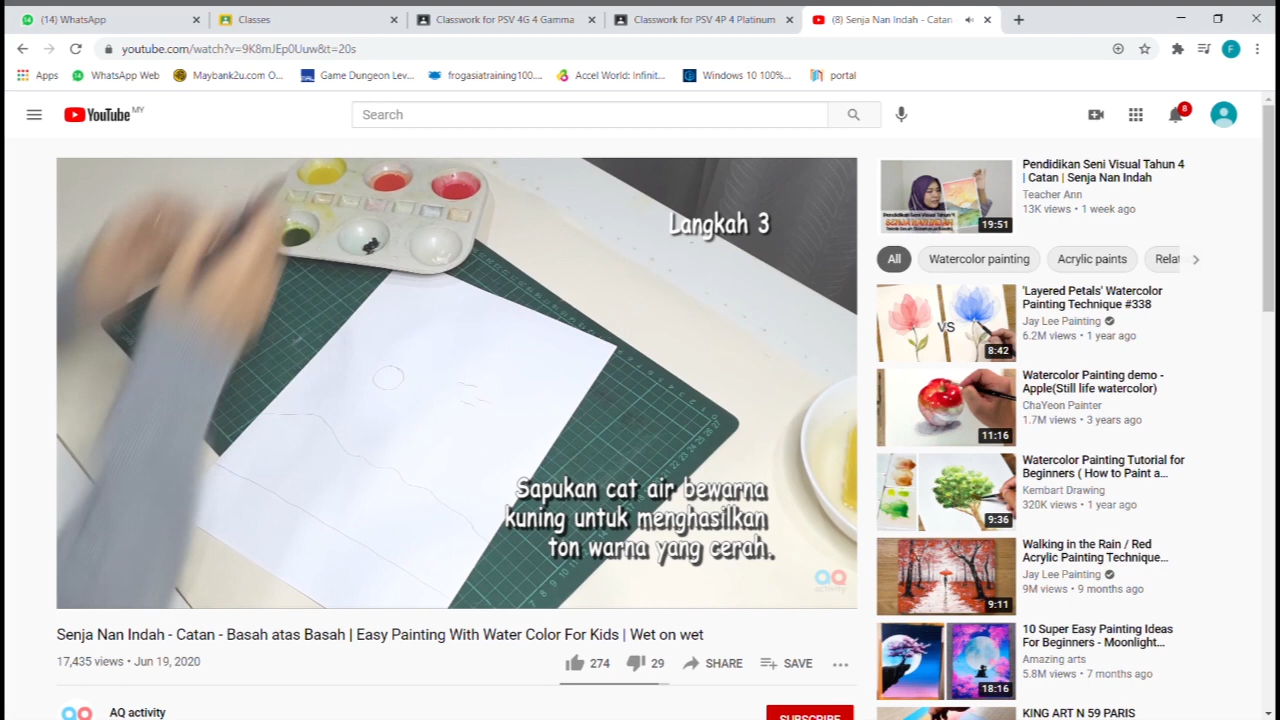 (14) WhatsApp
Classes
Classwork for PSV 4G 4 Gamma
Classwork for PSV 4P 4 Platinum
(8) Senja Nan Indah - Catan
youtube.com/watch?v=9K8mJEp0Uuw&t=20s
F
Apps
WhatsApp Web
Maybank2u.com O...
Game Dungeon Lev...
frogasiatraining100....
Accel World: Infinit...
Windows 10 100%...
portal
YouTube MY
Search
8
Langkah 3
Sapukan cat air bewarna
kuning untuk menghasilkan
ton warna yang cerah.
activity
Senja Nan Indah - Catan - Basah atas Basah | Easy Painting With Water Color For Kids | Wet on wet
17,435 views • Jun 19, 2020
274
29
SHARE
SAVE
AQ activity
SUBSCRIBE
Pendidikan Seni Visual Tahun 4
| Catan | Senja Nan Indah
Teacher Ann
13K views • 1 week ago
19:51
All
Watercolor painting
Acrylic paints
Relat
'Layered Petals' Watercolor
Painting Technique #338
Jay Lee Painting
6.2M views • 1 year ago
VS
8:42
Watercolor Painting demo -
Apple(Still life watercolor)
ChaYeon Painter
1.7M views • 3 years ago
11:16
Watercolor Painting Tutorial for
Beginners ( How to Paint a...
Kembart Drawing
320K views • 1 year ago
9:36
Walking in the Rain / Red
Acrylic Painting Technique...
Jay Lee Painting
9M views • 9 months ago
9:11
10 Super Easy Painting Ideas
For Beginners - Moonlight...
Amazing arts
5.8M views • 7 months ago
18:16
KING ART N 59 PARIS